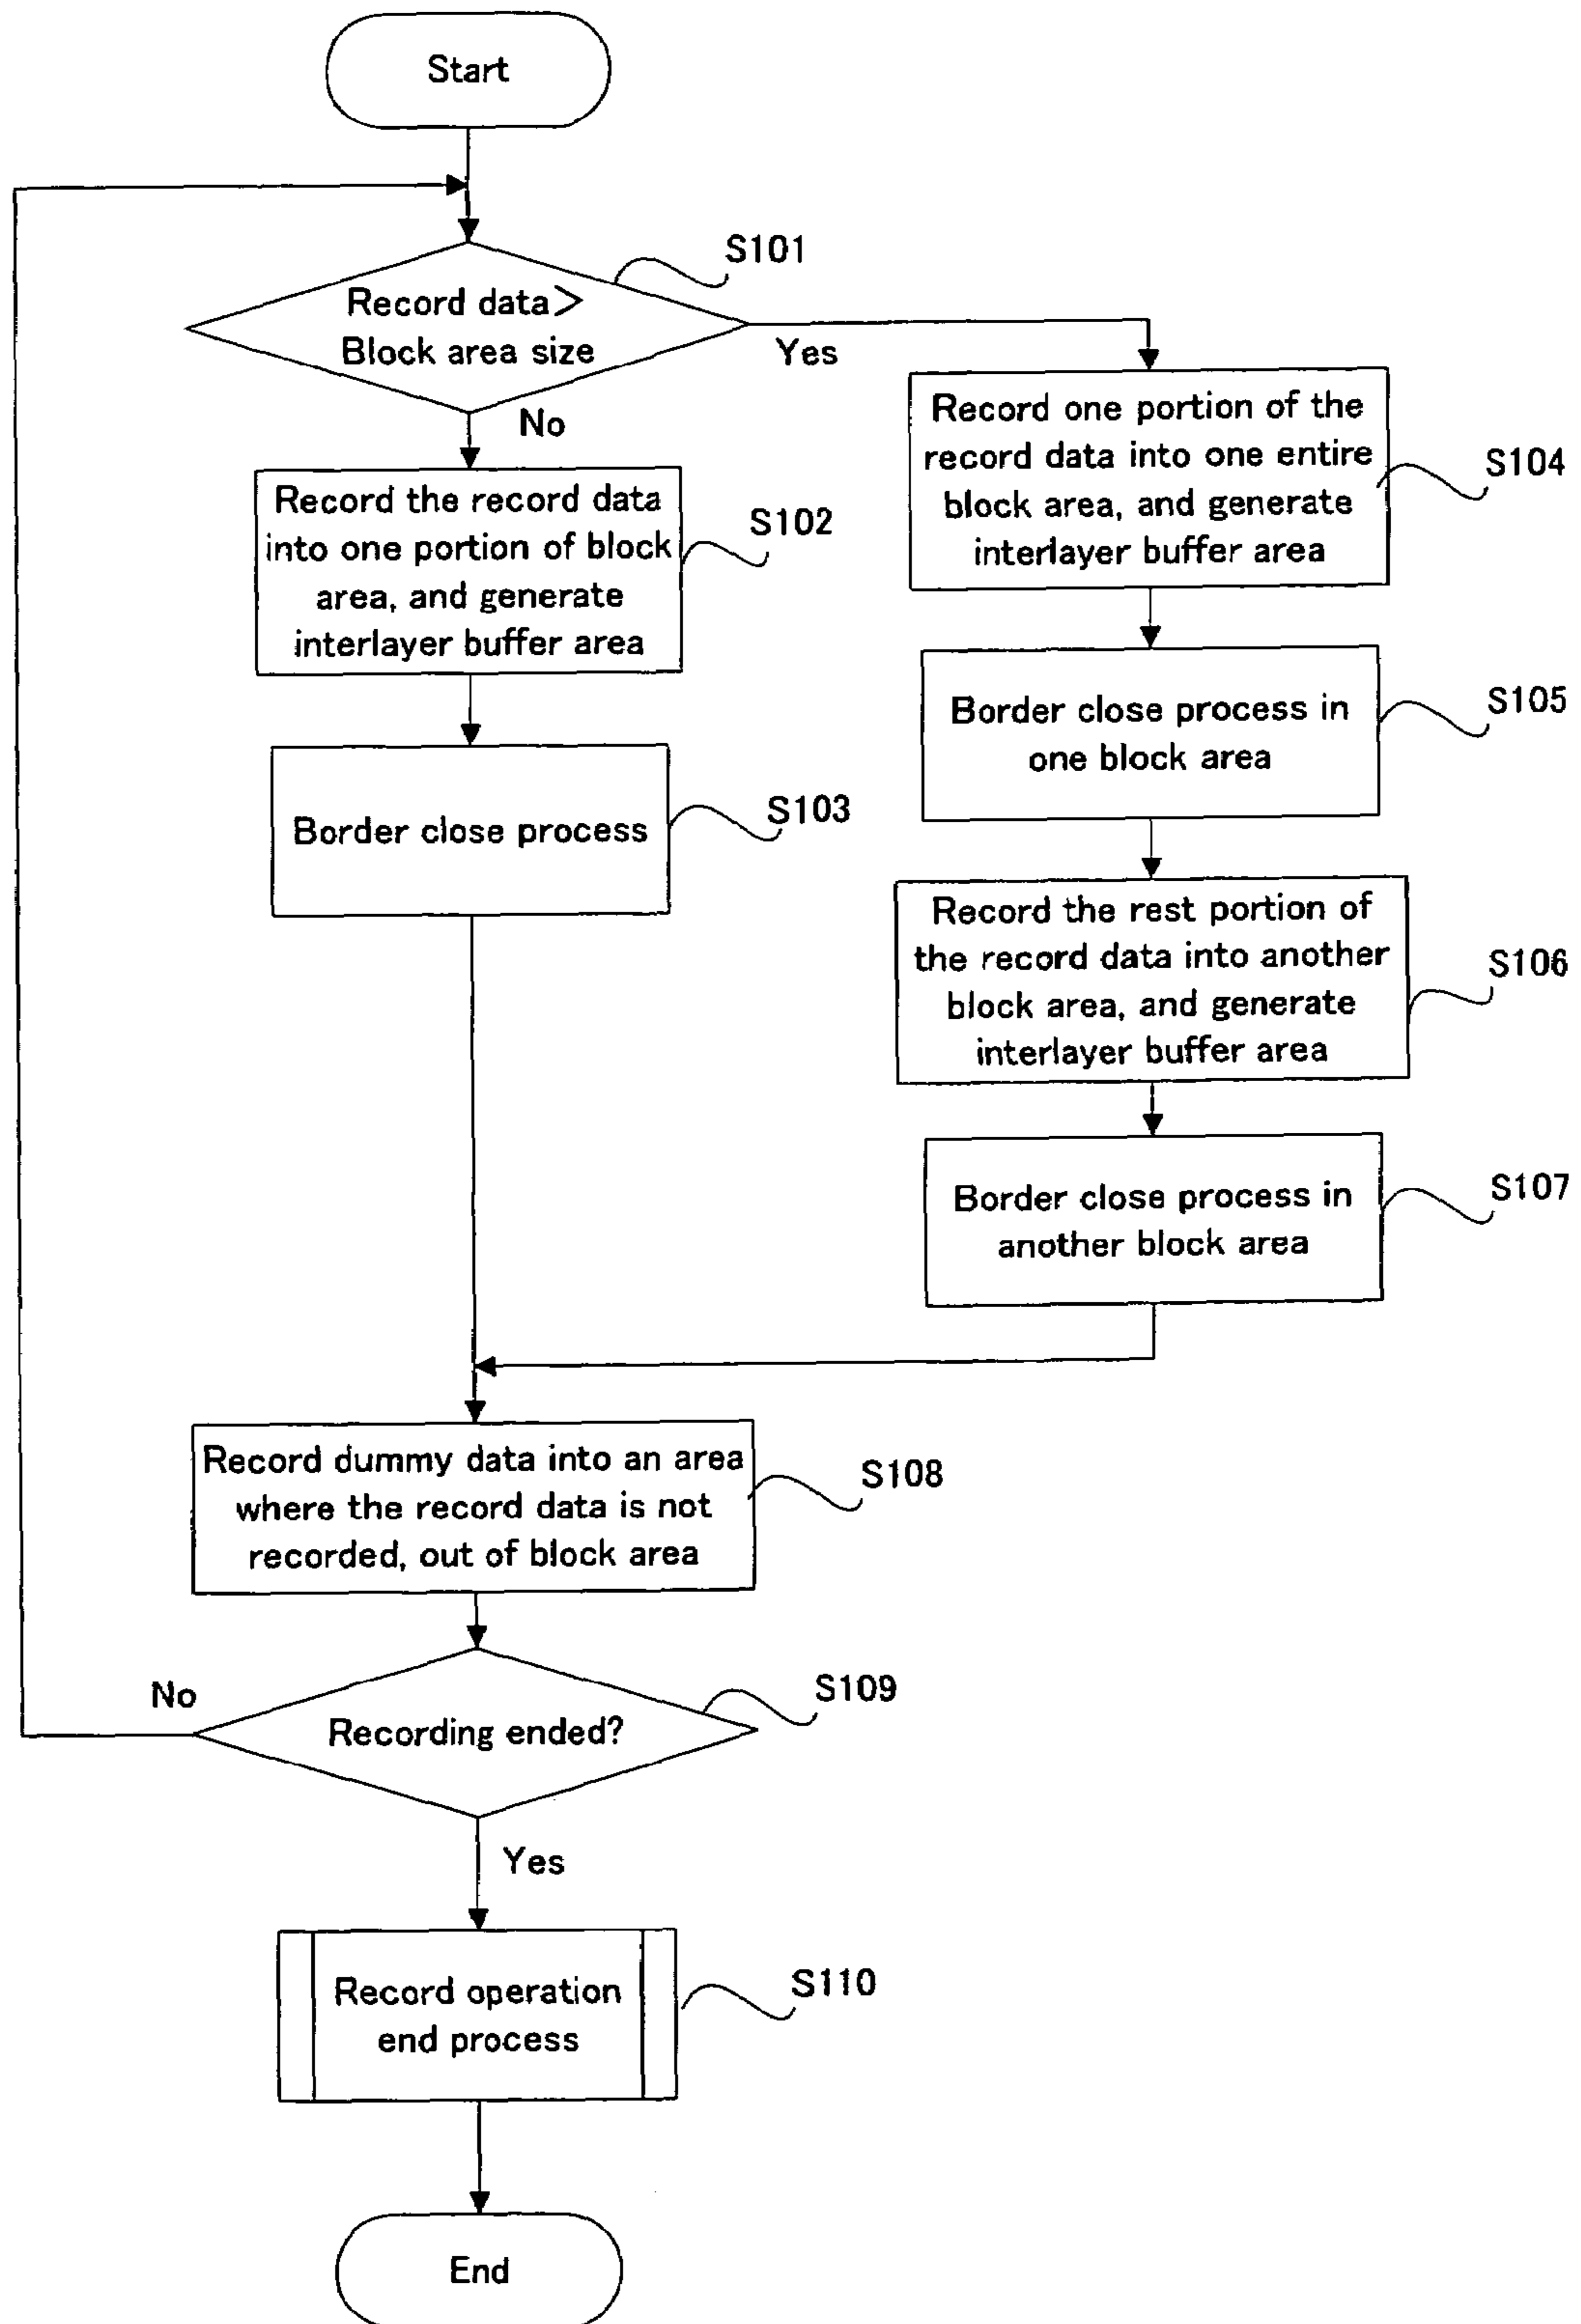 Start
S101
Record data>
Block area size
Yes
No
Record the record data
into one portion of block
area, and generate
interlayer buffer area
S102
Border close process
S103
Record one portion of the
record data into one entire
block area, and generate
interlayer buffer area
S104
Border close process in
one block area
S105
Record the rest portion of
the record data into another
block area, and generate
interlayer buffer area
S106
Border close process in
another block area
S107
Record dummy data into an area
where the record data is not
recorded, out of block area
S108
No
Recording ended?
S109
Yes
Record operation
end process
S110
End